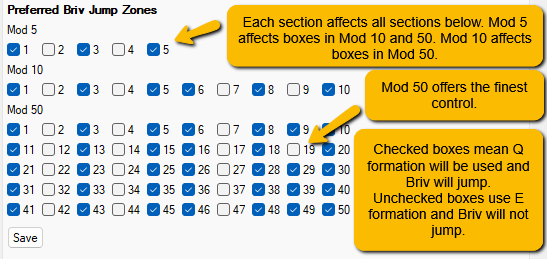 Preferred Briv Jump Zones
Mod 5
1 2 3 4 5
Mod 10
1 2 3 4 5 6 7 8 9 10
Mod 50
1 2 3 4 5 6 7 8 9 10
11 12 13 14 15 16 17 18 19 20
21 22 23 24 25 26 27 28 29 30
31 32 33 34 35 36 37 38 39 40
41 42 43 44 45 46 47 48 49 50
Save
Each section affects all sections below. Mod 5
affects boxes in Mod 10 and 50. Mod 10 affects
boxes in Mod 50.
Mod 50 offers the finest
control.
Checked boxes mean Q
formation will be used and
Briv will jump.
Unchecked boxes use E
formation and Briv will not
jump.